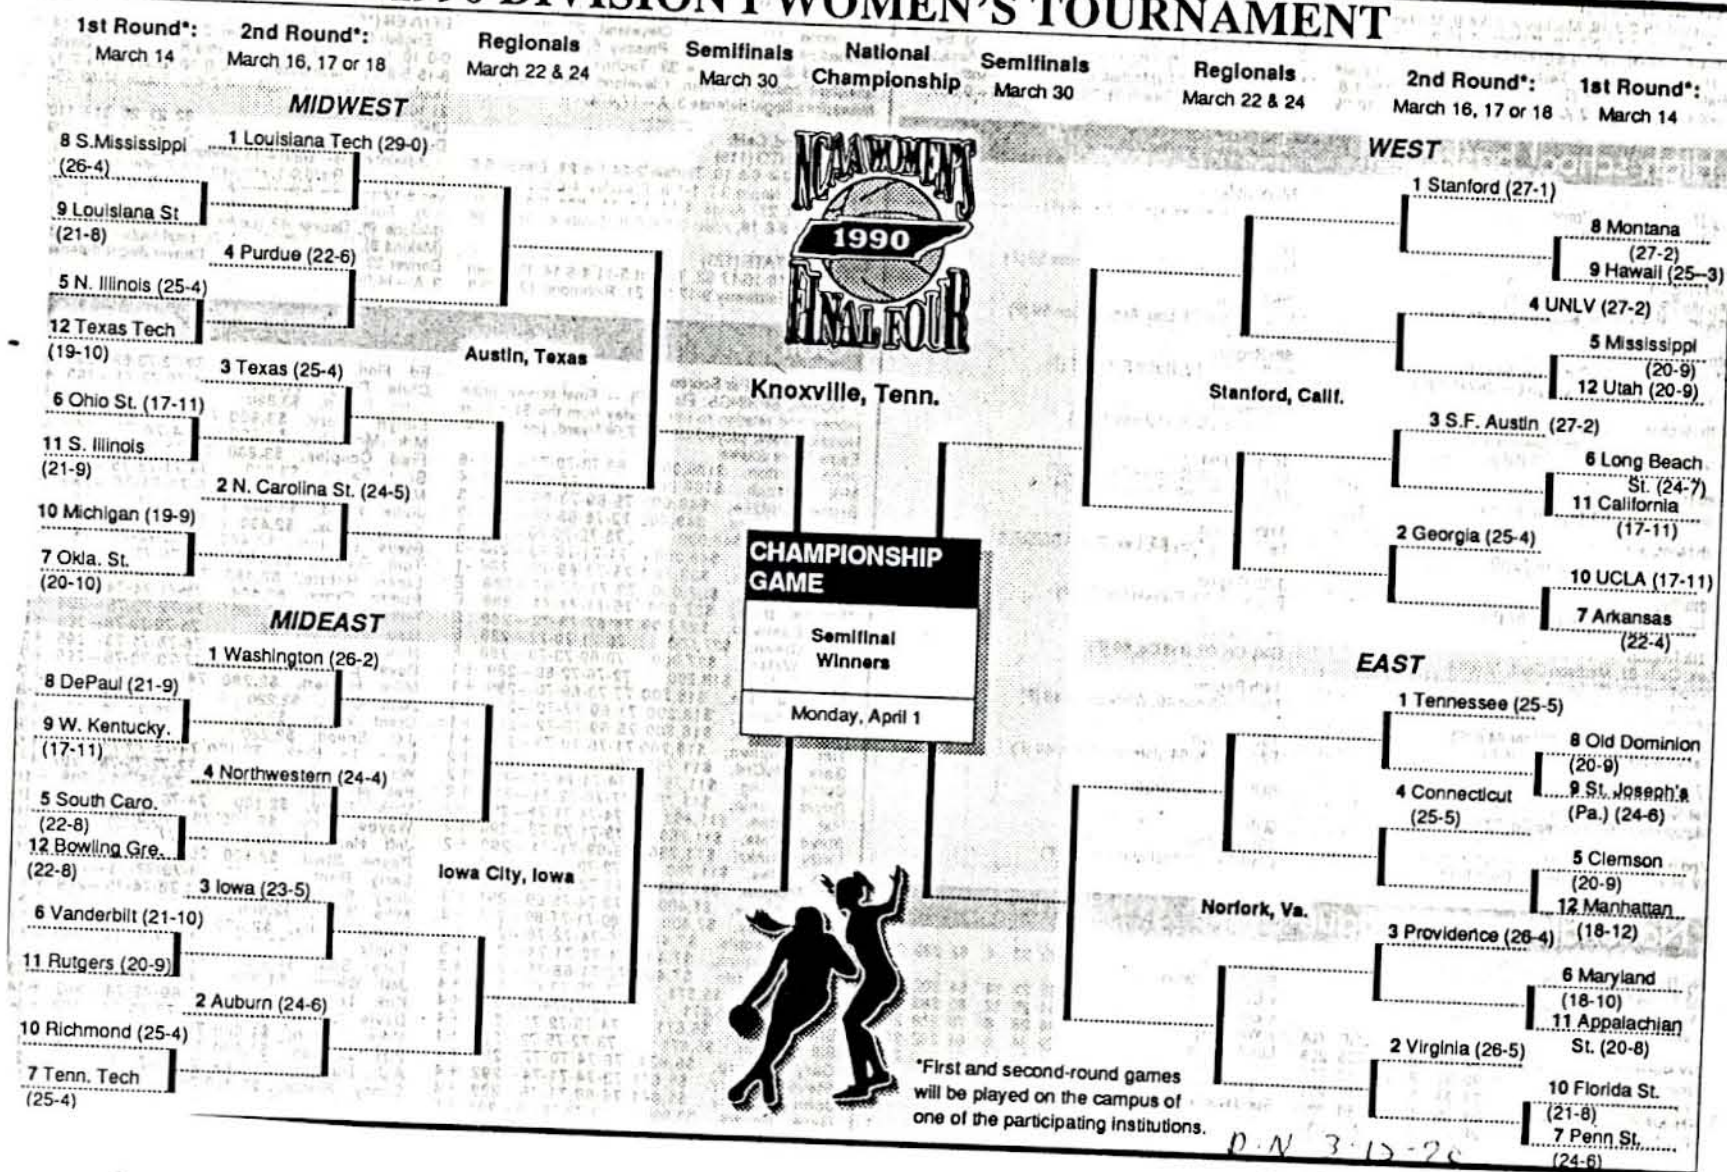 DIVISION I WOMEN'S TOURNAMENT
1st Round*:
March 14
2nd Round*:
March 16, 17 or 18
Regionals
March 22 & 24
Semifinals
March 30
National
Championship
Semifinals
March 30
Regionals
March 22 & 24
2nd Round*:
March 16, 17 or 18
1st Round*:
March 14
MIDWEST
8 S.Mississippi
(26-4)
1 Louisiana Tech (29-0)
9 Louisiana St
(21-8)
4 Purdue (22-6)
5 N. Illinois (25-4)
12 Texas Tech
(19-10)
Austin, Texas
3 Texas (25-4)
6 Ohio St. (17-11)
11 S. Illinois
(21-9)
2 N. Carolina St. (24-5)
10 Michigan (19-9)
7 Okla. St.
(20-10)
MIDEAST
1 Washington (26-2)
8 DePaul (21-9)
9 W. Kentucky.
(17-11)
4 Northwestern (24-4)
5 South Caro.
(22-8)
12 Bowling Gre.
(22-8)
Iowa City, Iowa
3 Iowa (23-5)
6 Vanderbilt (21-10)
11 Rutgers (20-9)
2 Auburn (24-6)
10 Richmond (25-4)
7 Tenn. Tech
(25-4)
NCAA WOMEN'S
1990
FINAL FOUR
Knoxville, Tenn.
CHAMPIONSHIP
GAME
Semifinal
Winners
Monday, April 1
WEST
1 Stanford (27-1)
8 Montana
(27-2)
9 Hawaii (25--3)
4 UNLV (27-2)
5 Mississippi
(20-9)
12 Utah (20-9)
Stanford, Calif.
3 S.F. Austin (27-2)
6 Long Beach
St. (24-7)
11 California
(17-11)
2 Georgia (25-4)
10 UCLA (17-11)
7 Arkansas
(22-4)
EAST
1 Tennessee (25-5)
8 Old Dominion
(20-9)
9 St. Joseph's
(Pa.) (24-6)
4 Connecticut
(25-5)
5 Clemson
(20-9)
12 Manhattan
(18-12)
Norfork, Va.
3 Providence (26-4)
6 Maryland
(18-10)
11 Appalachian
St. (20-8)
2 Virginia (26-5)
10 Florida St.
(21-8)
7 Penn St.
(24-6)
*First and second-round games
will be played on the campus of
one of the participating institutions.